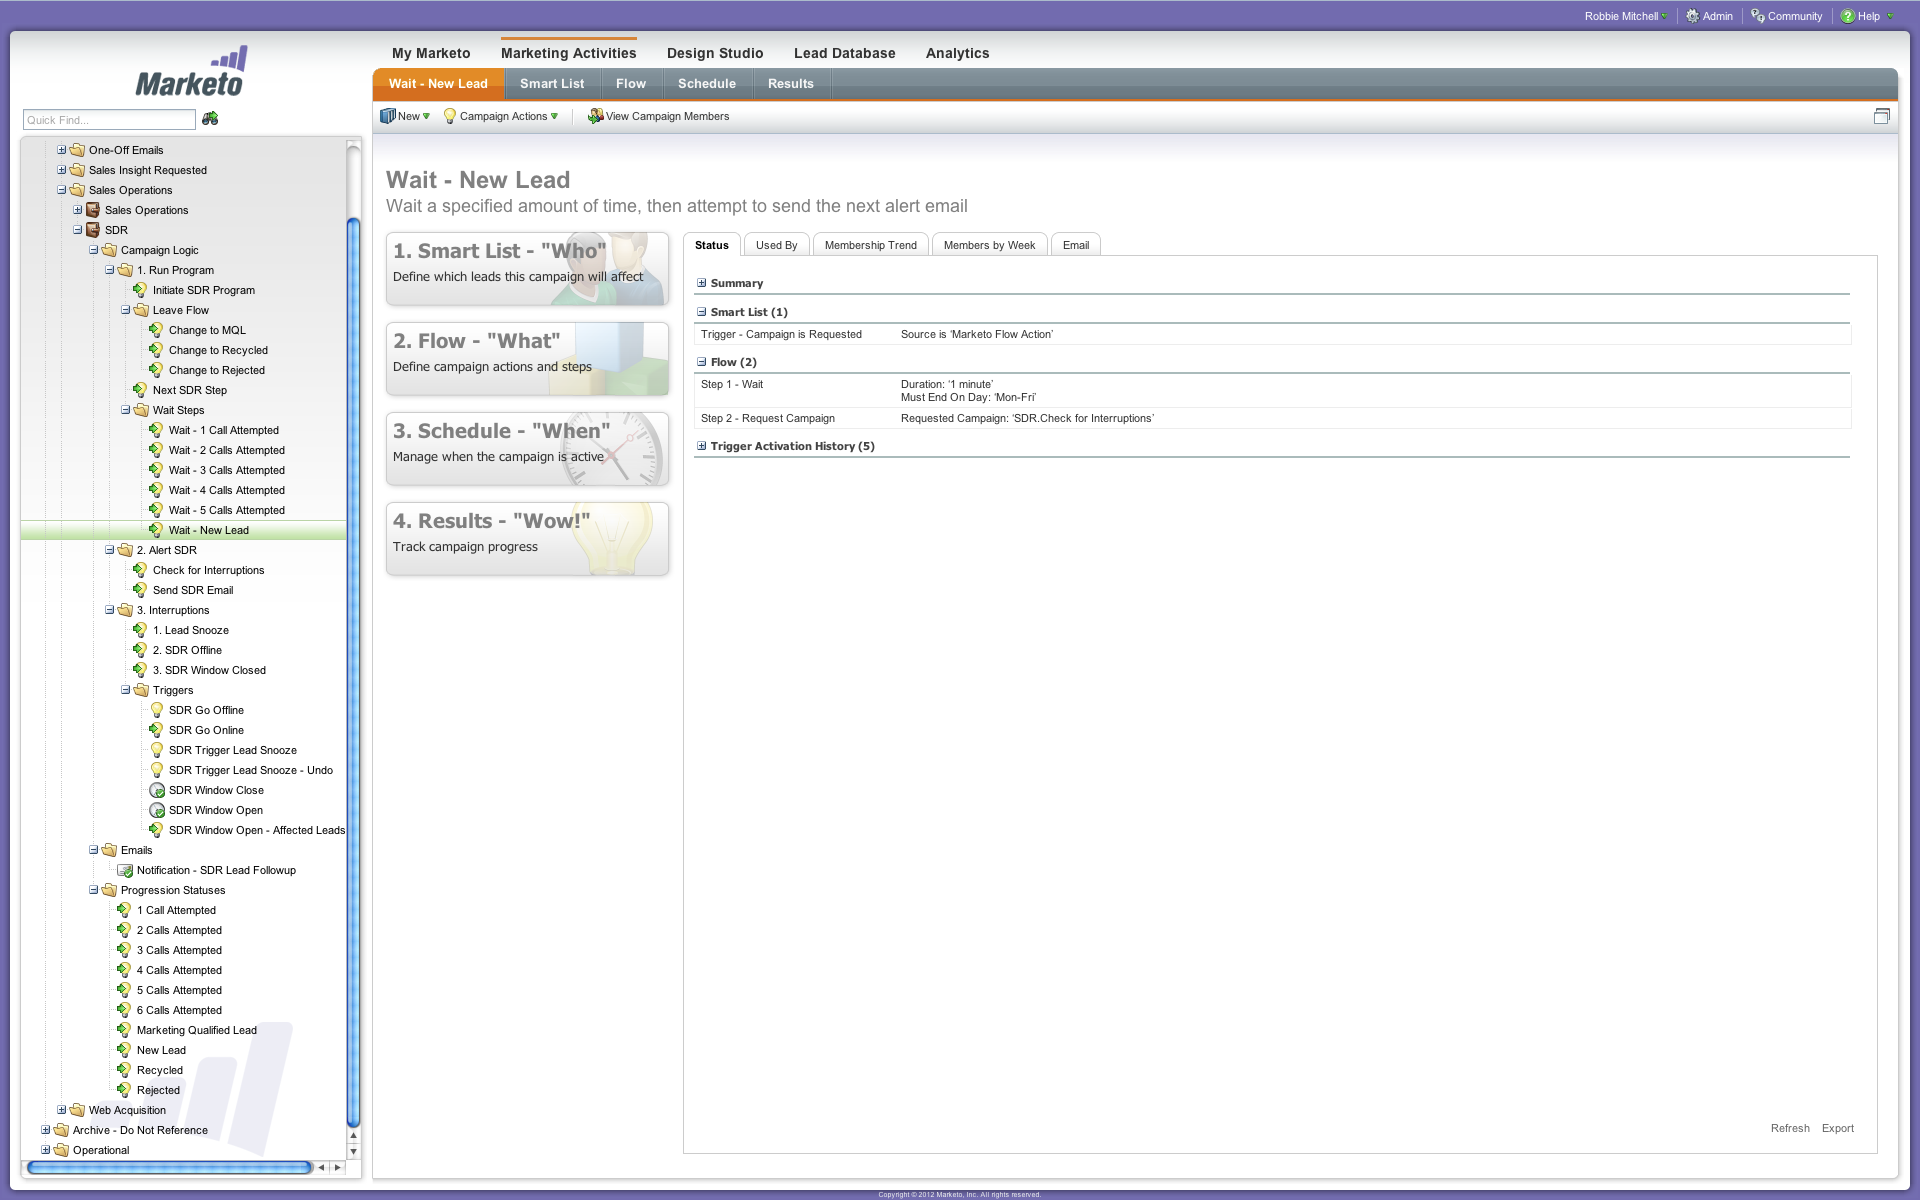 Robbie Mitchell
Admin
Community
Help
Marketo
My Marketo
Marketing Activities
Design Studio
Lead Database
Analytics
Wait - New Lead
Smart List
Flow
Schedule
Results
Quick Find...
New
Campaign Actions
View Campaign Members
One-Off Emails
Sales Insight Requested
Sales Operations
Sales Operations
SDR
Campaign Logic
1. Run Program
Initiate SDR Program
Leave Flow
Change to MQL
Change to Recycled
Change to Rejected
Next SDR Step
Wait Steps
Wait - 1 Call Attempted
Wait - 2 Calls Attempted
Wait - 3 Calls Attempted
Wait - 4 Calls Attempted
Wait - 5 Calls Attempted
Wait - New Lead
2. Alert SDR
Check for Interruptions
Send SDR Email
3. Interruptions
1. Lead Snooze
2. SDR Offline
3. SDR Window Closed
Triggers
SDR Go Offline
SDR Go Online
SDR Trigger Lead Snooze
SDR Trigger Lead Snooze - Undo
SDR Window Close
SDR Window Open
SDR Window Open - Affected Leads
Emails
Notification - SDR Lead Followup
Progression Statuses
1 Call Attempted
2 Calls Attempted
3 Calls Attempted
4 Calls Attempted
5 Calls Attempted
6 Calls Attempted
Marketing Qualified Lead
New Lead
Recycled
Rejected
Web Acquisition
Archive - Do Not Reference
Operational
Wait - New Lead
Wait a specified amount of time, then attempt to send the next alert email
1. Smart List - "Who"
Define which leads this campaign will affect
2. Flow - "What"
Define campaign actions and steps
3. Schedule - "When"
Manage when the campaign is active
4. Results - "Wow!"
Track campaign progress
Status
Used By
Membership Trend
Members by Week
Email
Summary
Smart List (1)
Trigger - Campaign is Requested Source is ‘Marketo Flow Action’
Flow (2)
Step 1 - Wait Duration: ‘1 minute’
Must End On Day: ‘Mon-Fri’
Step 2 - Request Campaign Requested Campaign: ‘SDR.Check for Interruptions’
Trigger Activation History (5)
Refresh
Export
Copyright © 2012 Marketo, Inc. All rights reserved.